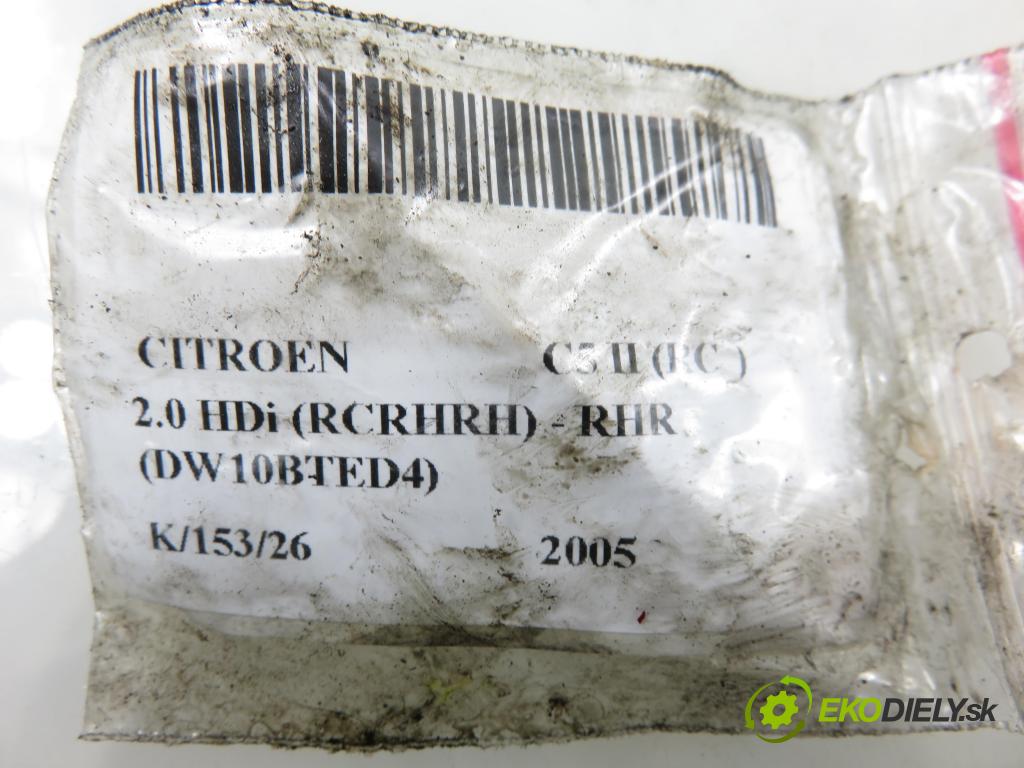 CITROEN C5 II (RC )
2.0 HDi (RCRHRH) - RHR
(DW10BTED4)
K/153/26 2005
EKODIELY.sk